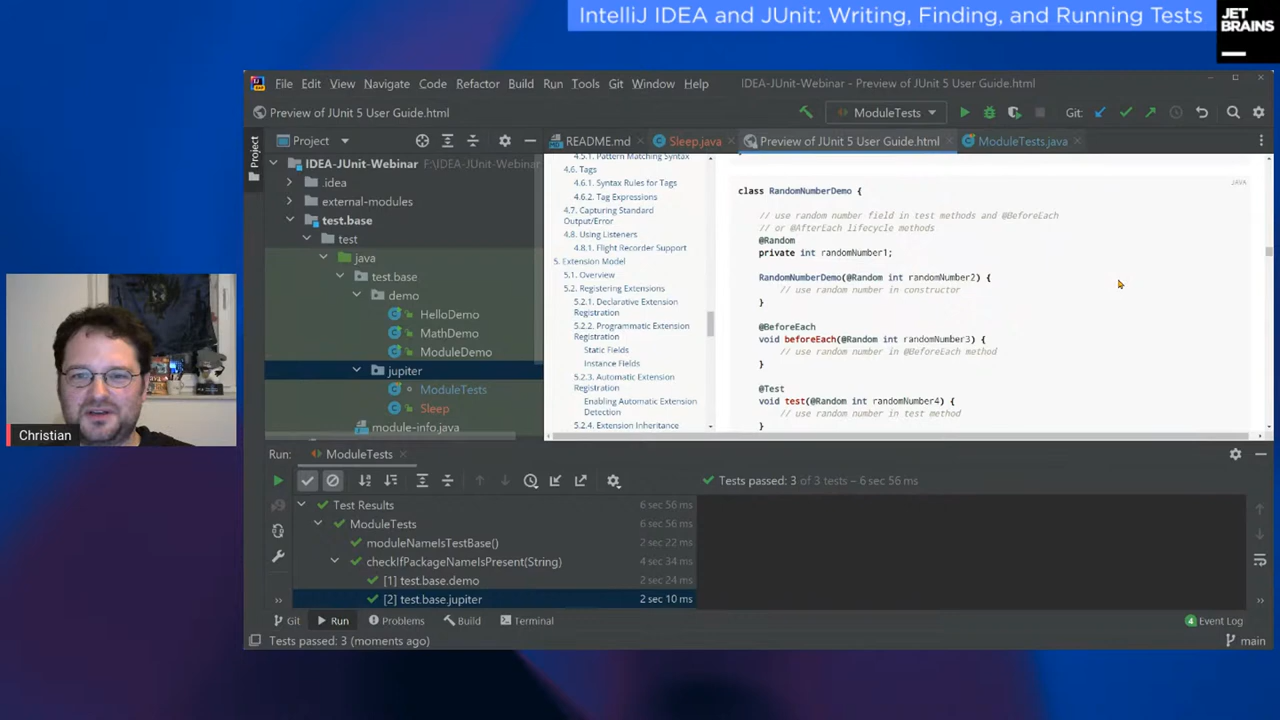 IntelliJ IDEA and JUnit: Writing, Finding, and Running Tests
JET
BRAINS
File Edit View Navigate Code Refactor Build Run Tools Git Window Help
IDEA-JUnit-Webinar - Preview of JUnit 5 User Guide.html
Preview of JUnit 5 User Guide.html
ModuleTests
Git:
Project
Project
README.md
Sleep.java
Preview of JUnit 5 User Guide.html
ModuleTests.java
IDEA-JUnit-Webinar F:\IDEA-JUnit-Webinar
.idea
external-modules
test.base
test
java
test.base
demo
HelloDemo
MathDemo
ModuleDemo
jupiter
ModuleTests
Sleep
module-info.java
4.5.1. Pattern Matching Syntax
4.6. Tags
4.6.1. Syntax Rules for Tags
4.6.2. Tag Expressions
4.7. Capturing Standard
Output/Error
4.8. Using Listeners
4.8.1. Flight Recorder Support
5. Extension Model
5.1. Overview
5.2. Registering Extensions
5.2.1. Declarative Extension
Registration
5.2.2. Programmatic Extension
Registration
Static Fields
Instance Fields
5.2.3. Automatic Extension
Registration
Enabling Automatic Extension
Detection
5.2.4. Extension Inheritance
JAVA
class RandomNumberDemo {
// use random number field in test methods and @BeforeEach
// or @AfterEach lifecycle methods
@Random
private int randomNumber1;
RandomNumberDemo(@Random int randomNumber2) {
// use random number in constructor
}
@BeforeEach
void beforeEach(@Random int randomNumber3) {
// use random number in @BeforeEach method
}
@Test
void test(@Random int randomNumber4) {
// use random number in test method
}
Christian
Run:
ModuleTests
Tests passed: 3 of 3 tests – 6 sec 56 ms
Test Results 6 sec 56 ms
ModuleTests 6 sec 56 ms
moduleNameIsTestBase() 2 sec 22 ms
checkIfPackageNameIsPresent(String) 4 sec 34 ms
[1] test.base.demo 2 sec 24 ms
[2] test.base.jupiter 2 sec 10 ms
Git
Run
Problems
Build
Terminal
4 Event Log
Tests passed: 3 (moments ago)
main